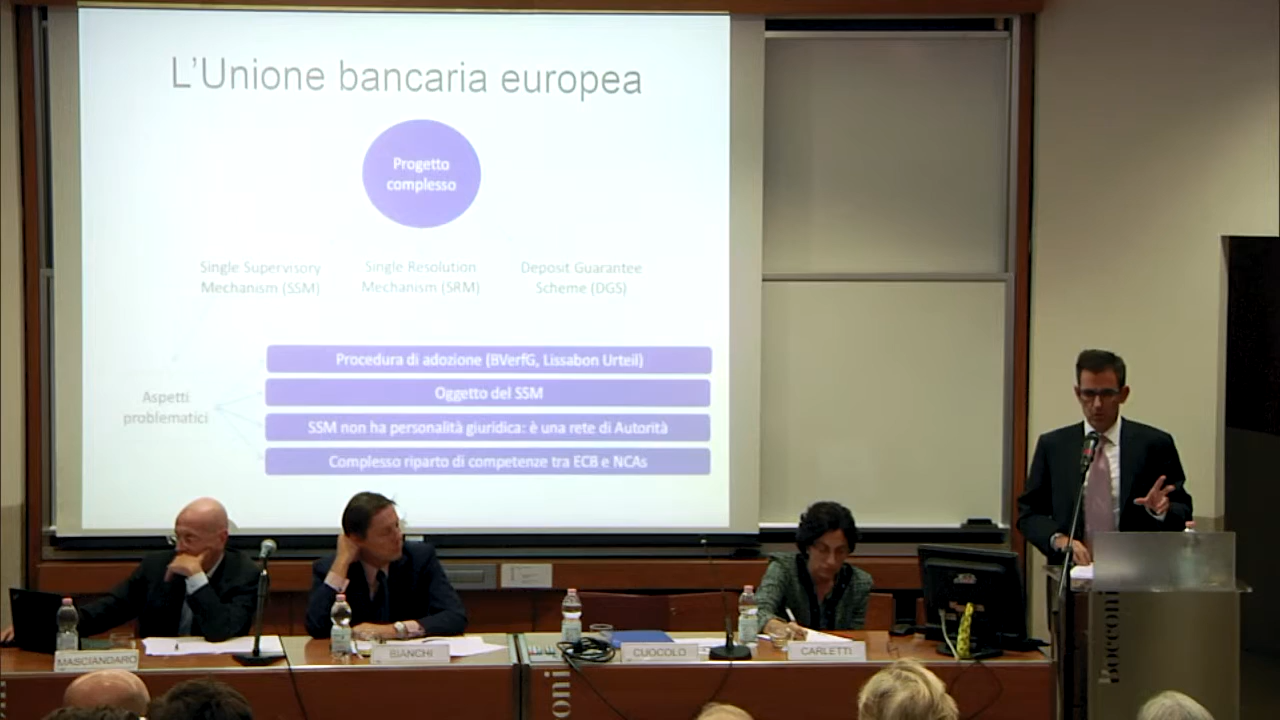 L'Unione bancaria europea
Progetto
complesso
Single Supervisory
Mechanism (SSM)
Single Resolution
Mechanism (SRM)
Deposit Guarantee
Scheme (DGS)
Aspetti
problematici
Procedura di adozione (BVerfG, Lissabon Urteil)
Oggetto del SSM
SSM non ha personalità giuridica: è una rete di Autorità
Complesso riparto di competenze tra ECB e NCAs
MASCIANDARO
BIANCHI
CUOCOLO
CARLETTI
Bocconi
oni